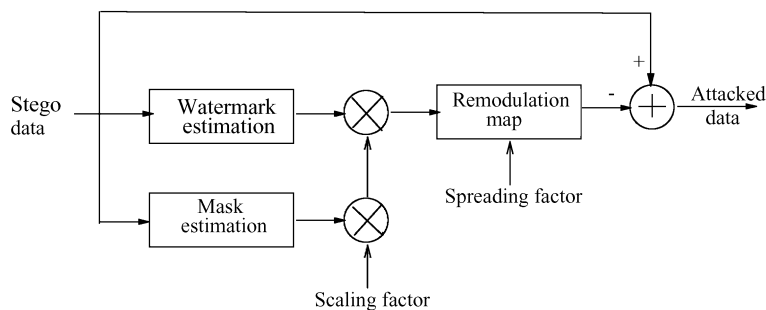 Stego
data
Watermark
estimation
Mask
estimation
Scaling factor
Remodulation
map
Spreading factor
+
-
Attacked
data